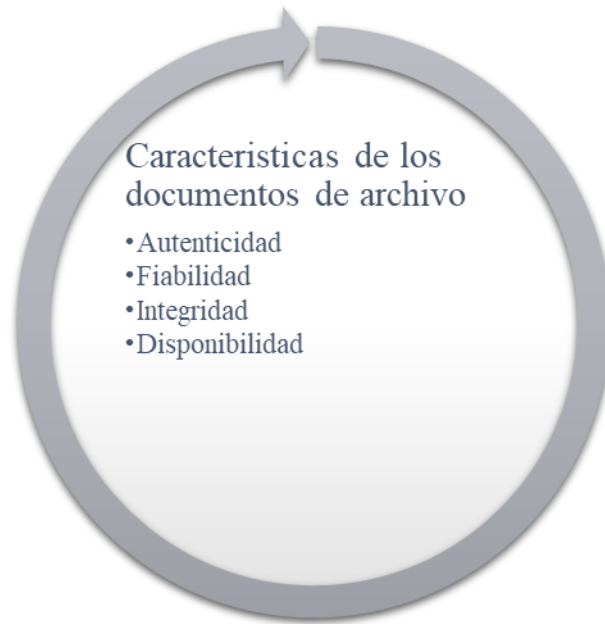 Caracteristicas de los
documentos de archivo
•Autenticidad
•Fiabilidad
•Integridad
•Disponibilidad